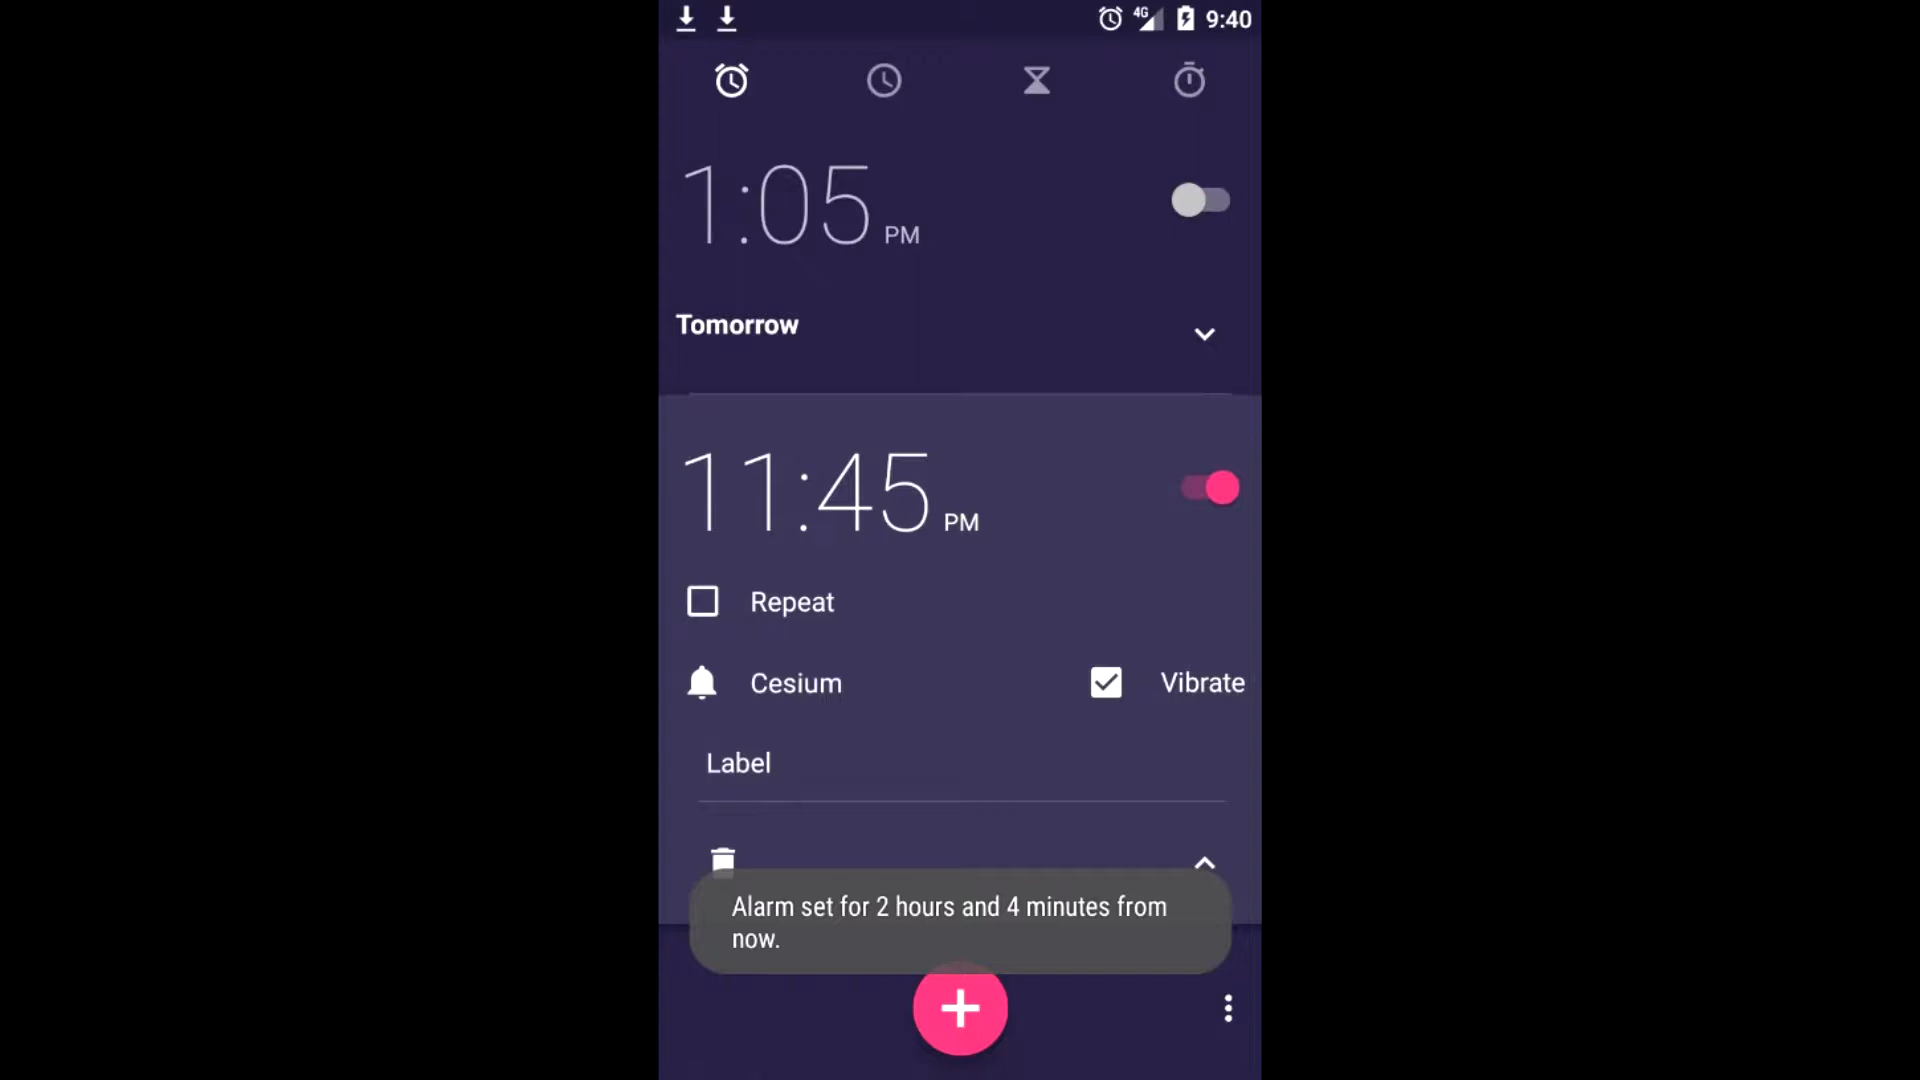 4G 9:40
1:05 PM
Tomorrow
11:45 PM
Repeat
Cesium Vibrate
Label
Alarm set for 2 hours and 4 minutes from
now.